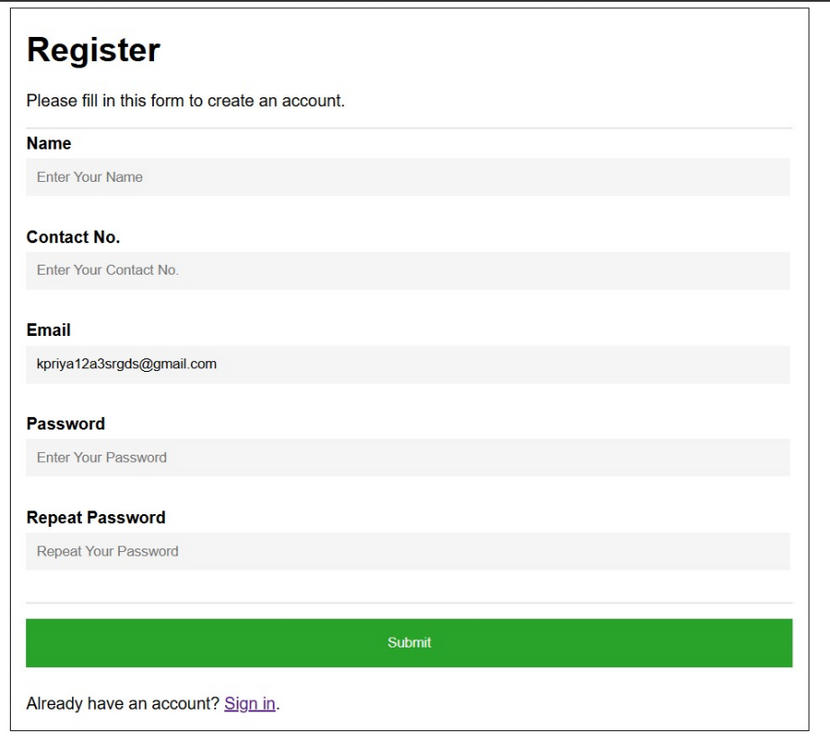 Register
Please fill in this form to create an account.
Name
Enter Your Name
Contact No.
Enter Your Contact No.
Email
kpriya12a3srgds@gmail.com
Password
Enter Your Password
Repeat Password
Repeat Your Password
Submit
Already have an account? Sign in.